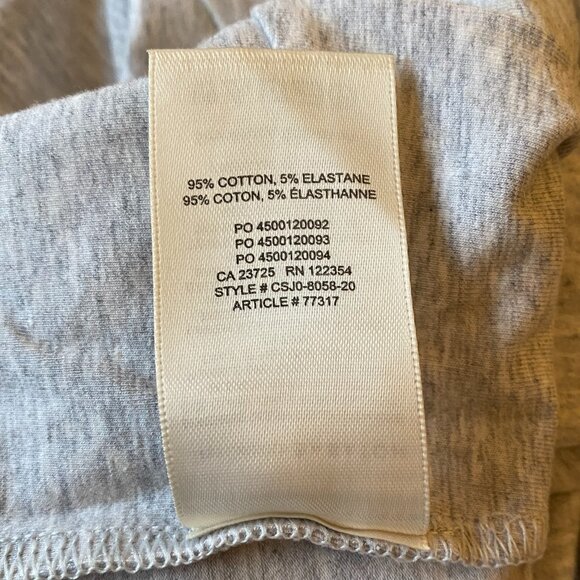 95% COTTON, 5% ELASTANE
95% COTON, 5% ÉLASTHANNE
PO 4500120092
PO 4500120093
PO 4500120094
CA 23725 RN 122354
STYLE # CSJ0-8058-20
ARTICLE # 77317